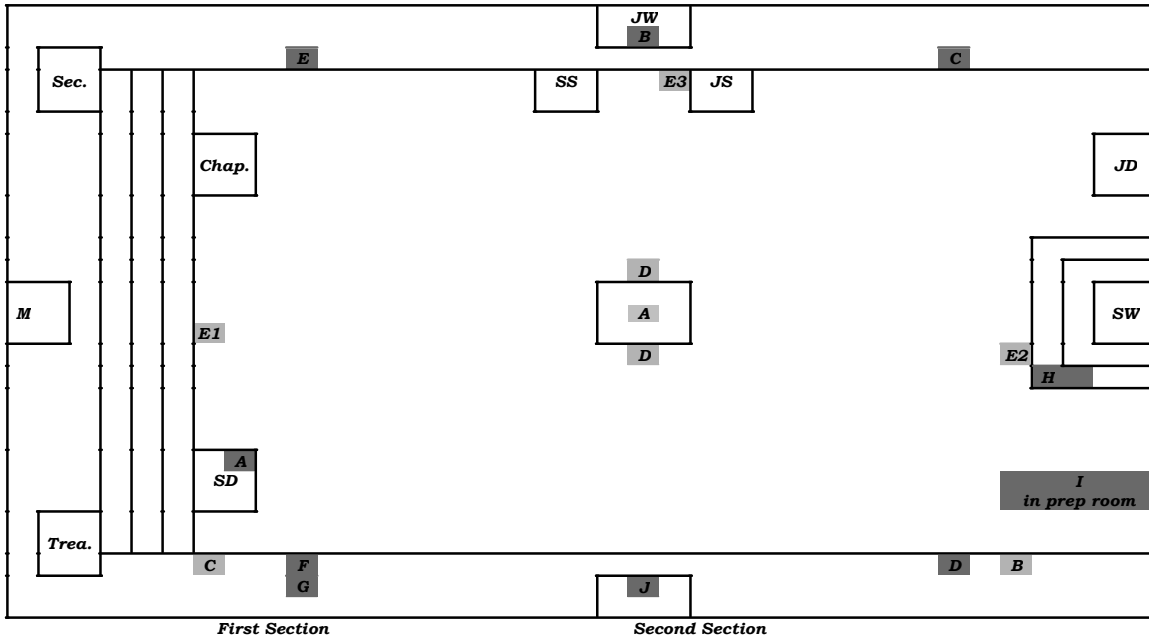 JW
B
E
C
Sec.
SS
E3
JS
Chap.
JD
D
M
A
SW
E1
D
E2
H
A
SD
I
in prep room
Trea.
C
F
D
B
G
J
First Section
Second Section